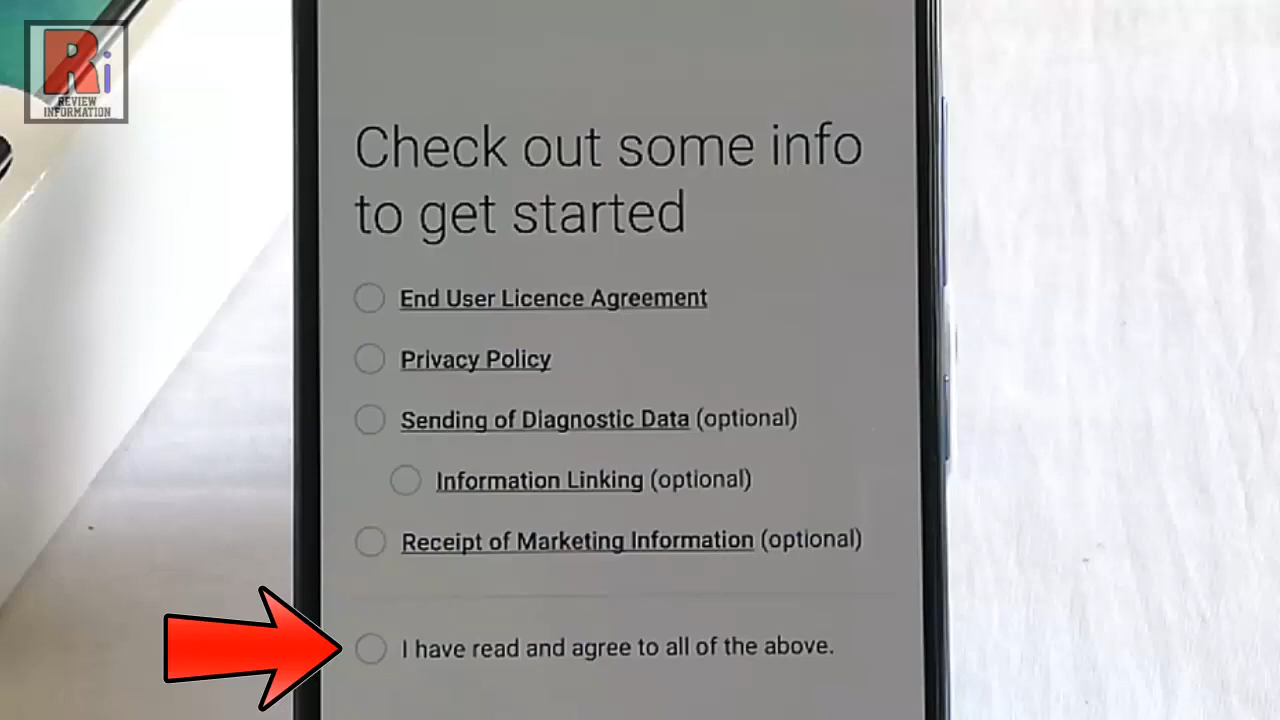 Ri
REVIEW
INFORMATION
Check out some info
to get started
End User Licence Agreement
Privacy Policy
Sending of Diagnostic Data (optional)
Information Linking (optional)
Receipt of Marketing Information (optional)
I have read and agree to all of the above.